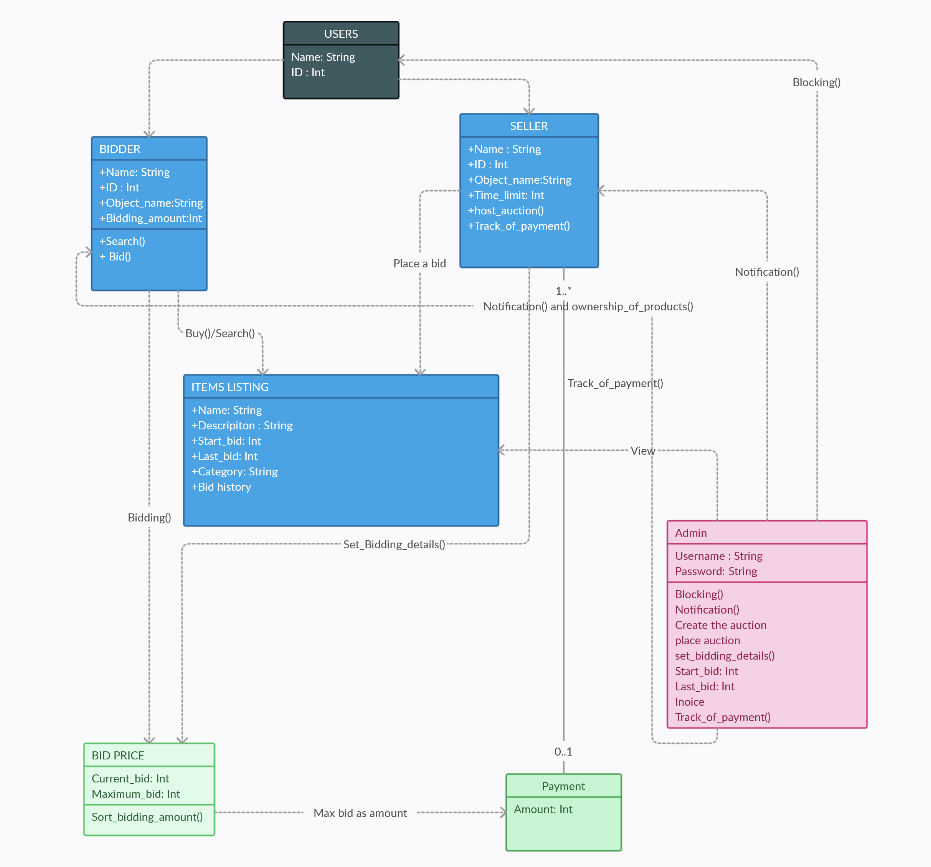 USERS
Name: String
ID : Int
Blocking()
SELLER
+Name : String
+ID : Int
+Object_name:String
+Time_limit: Int
+host_auction()
+Track_of_payment()
BIDDER
+Name: String
+ID : Int
+Object_name:String
+Bidding_amount:Int
+Search()
+ Bid()
Place a bid
Notification()
1..*
Notification() and ownership_of_products()
Buy()/Search()
Track_of_payment()
ITEMS LISTING
+Name: String
+Descripiton : String
+Start_bid: Int
+Last_bid: Int
+Category: String
+Bid history
View
Bidding()
Set_Bidding_details()
Admin
Username : String
Password: String
Blocking()
Notification()
Create the auction
place auction
set_bidding_details()
Start_bid: Int
Last_bid: Int
Inoice
Track_of_payment()
0..1
BID PRICE
Current_bid: Int
Maximum_bid: Int
Sort_bidding_amount()
Max bid as amount
Payment
Amount: Int